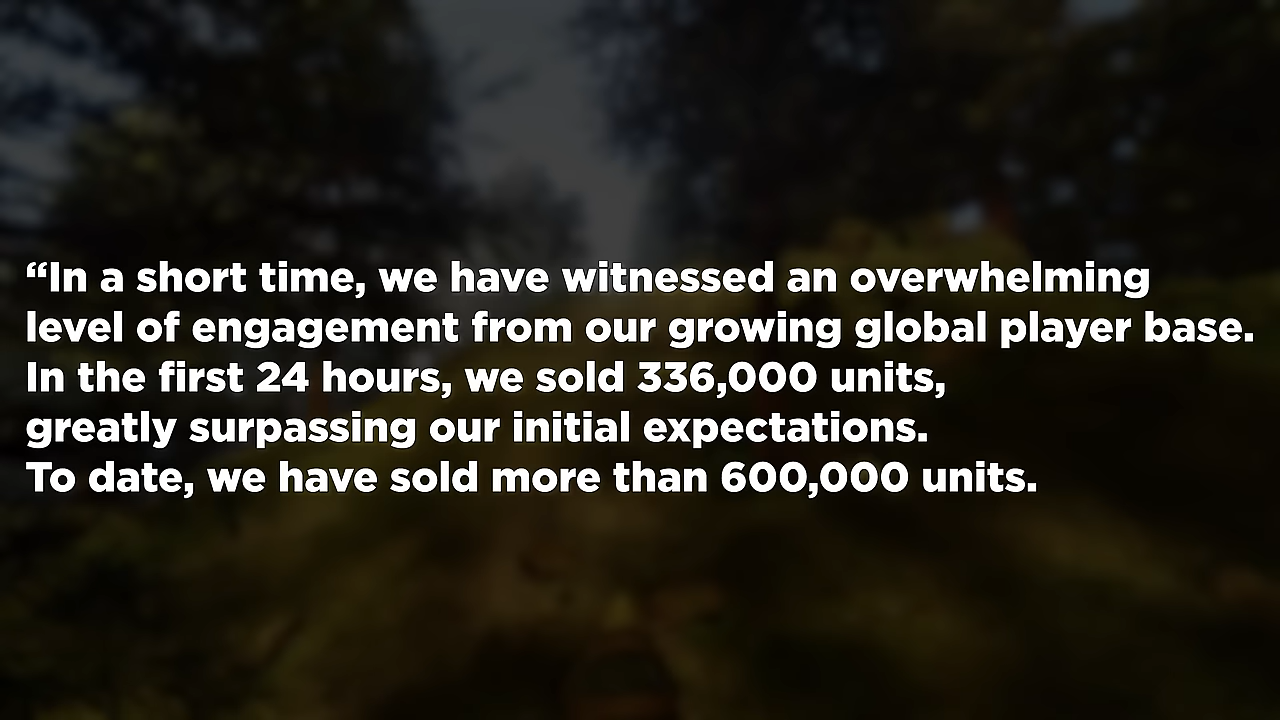 “In a short time, we have witnessed an overwhelming
level of engagement from our growing global player base.
In the first 24 hours, we sold 336,000 units,
greatly surpassing our initial expectations.
To date, we have sold more than 600,000 units.